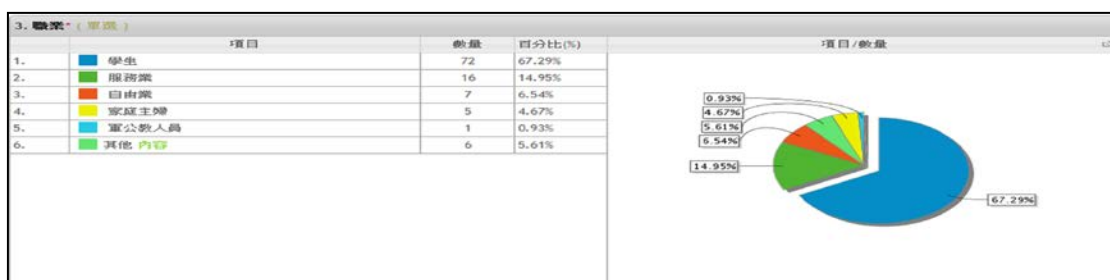 3. 職業*（單選）
項目 數量 百分比(%) 項目/數量
1. 學生 72 67.29%
2. 服務業 16 14.95%
3. 自由業 7 6.54%
4. 家庭主婦 5 4.67%
5. 軍公教人員 1 0.93%
6. 其他 內容 6 5.61%
0.93%
4.67%
5.61%
6.54%
14.95%
67.29%